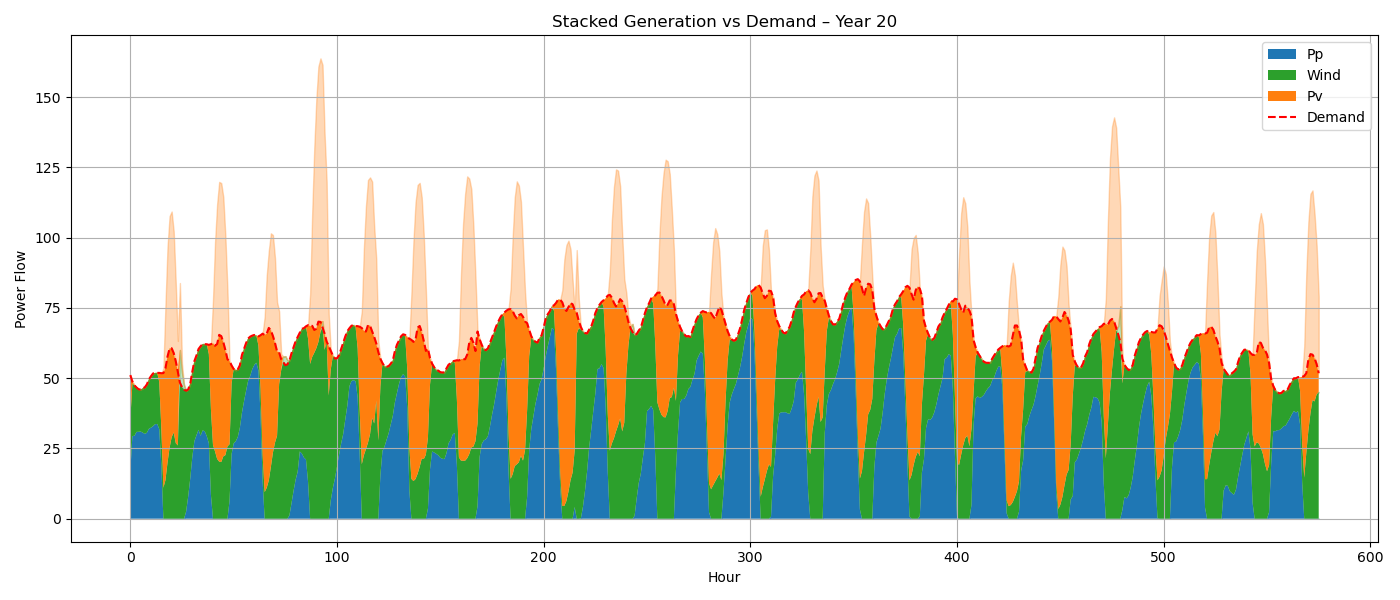 Stacked Generation vs Demand – Year 20
Power Flow
150
125
100
75
50
25
0
0 100 200 300 400 500 600
Hour
Pp
Wind
Pv
Demand